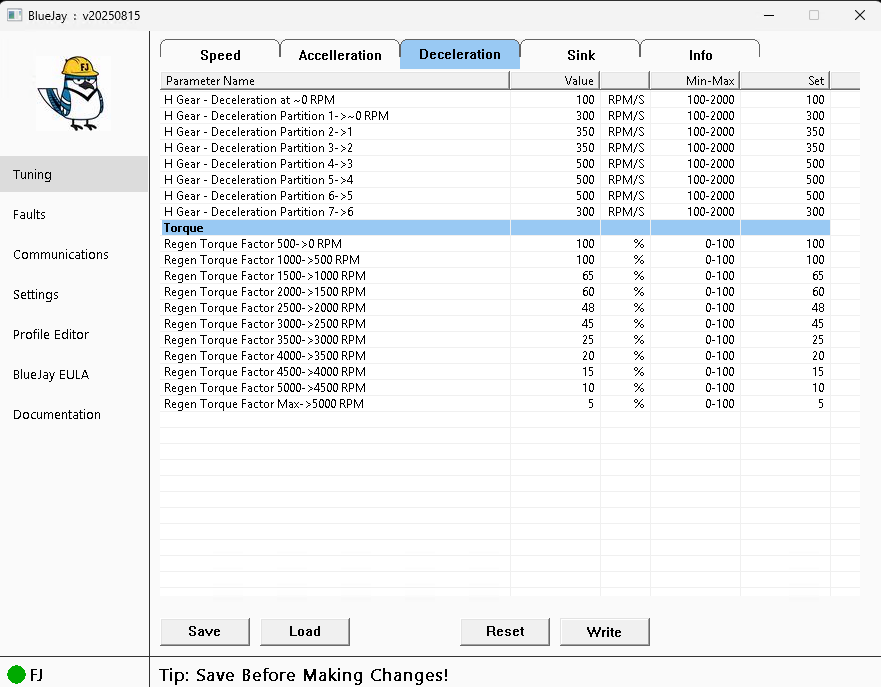 BlueJay : v20250815
FJ
Tuning
Faults
Communications
Settings
Profile Editor
BlueJay EULA
Documentation
Speed Accelleration Deceleration Sink Info
Parameter Name Value Min-Max Set
H Gear - Deceleration at ~0 RPM 100 RPM/S 100-2000 100
H Gear - Deceleration Partition 1->~0 RPM 300 RPM/S 100-2000 300
H Gear - Deceleration Partition 2->1 350 RPM/S 100-2000 350
H Gear - Deceleration Partition 3->2 350 RPM/S 100-2000 350
H Gear - Deceleration Partition 4->3 500 RPM/S 100-2000 500
H Gear - Deceleration Partition 5->4 500 RPM/S 100-2000 500
H Gear - Deceleration Partition 6->5 500 RPM/S 100-2000 500
H Gear - Deceleration Partition 7->6 300 RPM/S 100-2000 300
Torque
Regen Torque Factor 500->0 RPM 100 % 0-100 100
Regen Torque Factor 1000->500 RPM 100 % 0-100 100
Regen Torque Factor 1500->1000 RPM 65 % 0-100 65
Regen Torque Factor 2000->1500 RPM 60 % 0-100 60
Regen Torque Factor 2500->2000 RPM 48 % 0-100 48
Regen Torque Factor 3000->2500 RPM 45 % 0-100 45
Regen Torque Factor 3500->3000 RPM 25 % 0-100 25
Regen Torque Factor 4000->3500 RPM 20 % 0-100 20
Regen Torque Factor 4500->4000 RPM 15 % 0-100 15
Regen Torque Factor 5000->4500 RPM 10 % 0-100 10
Regen Torque Factor Max->5000 RPM 5 % 0-100 5
Save Load Reset Write
FJ
Tip: Save Before Making Changes!